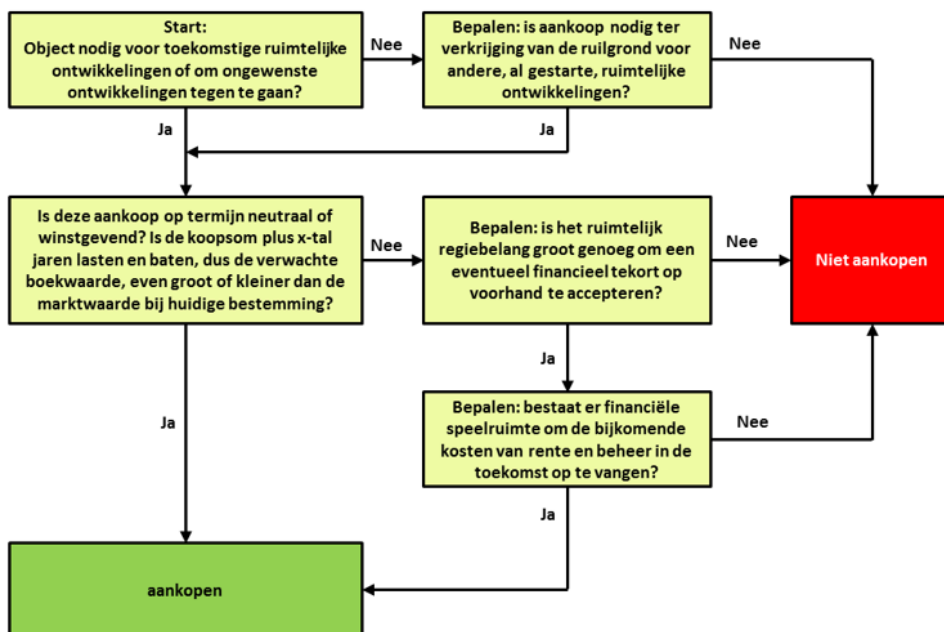 Start:
Object nodig voor toekomstige ruimtelijke
ontwikkelingen of om ongewenste
ontwikkelingen tegen te gaan?
Nee
Bepalen: is aankoop nodig ter
verkrijging van de ruilgrond voor
andere, al gestarte, ruimtelijke
ontwikkelingen?
Nee
Ja
Ja
Is deze aankoop op termijn neutraal of
winstgevend? Is de koopsom plus x-tal
jaren lasten en baten, dus de verwachte
boekwaarde, even groot of kleiner dan de
marktwaarde bij huidige bestemming?
Nee
Bepalen: is het ruimtelijk
regiebelang groot genoeg om een
eventueel financieel tekort op
voorhand te accepteren?
Nee
Niet aankopen
Ja
Ja
Bepalen: bestaat er financiële
speelruimte om de bijkomende
kosten van rente en beheer in de
toekomst op te vangen?
Nee
Ja
aankopen